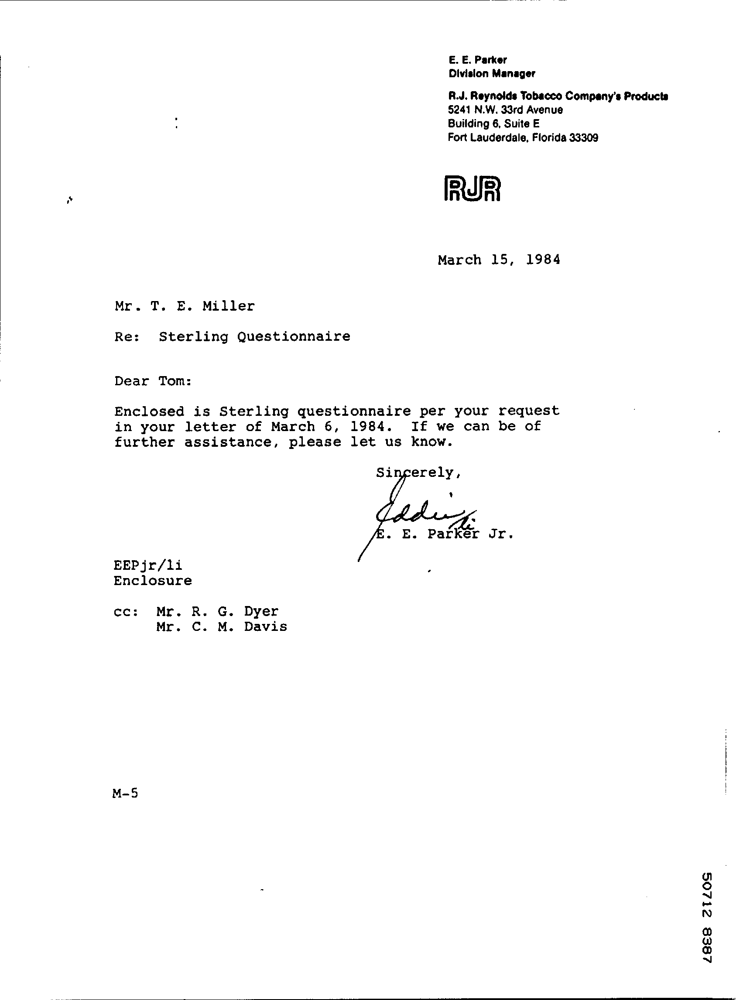 E. E. Parker
Division Manager
R.J. Reynolds Tobacco Company's Products
5241 N.W. 33rd Avenue
Building 6, Suite E
Fort Lauderdale, Florida 33309
RJR
March 15, 1984
Mr. T. E. Miller
Re: Sterling Questionnaire
Dear Tom:
Enclosed is Sterling questionnaire per your request
in your letter of March 6, 1984. If we can be of
further assistance, please let us know.
Sincerely,
Eddie
E. E. Parker Jr.
EEPjr/li
Enclosure
cc: Mr. R. G. Dyer
Mr. C. M. Davis
M-5
50712 8387